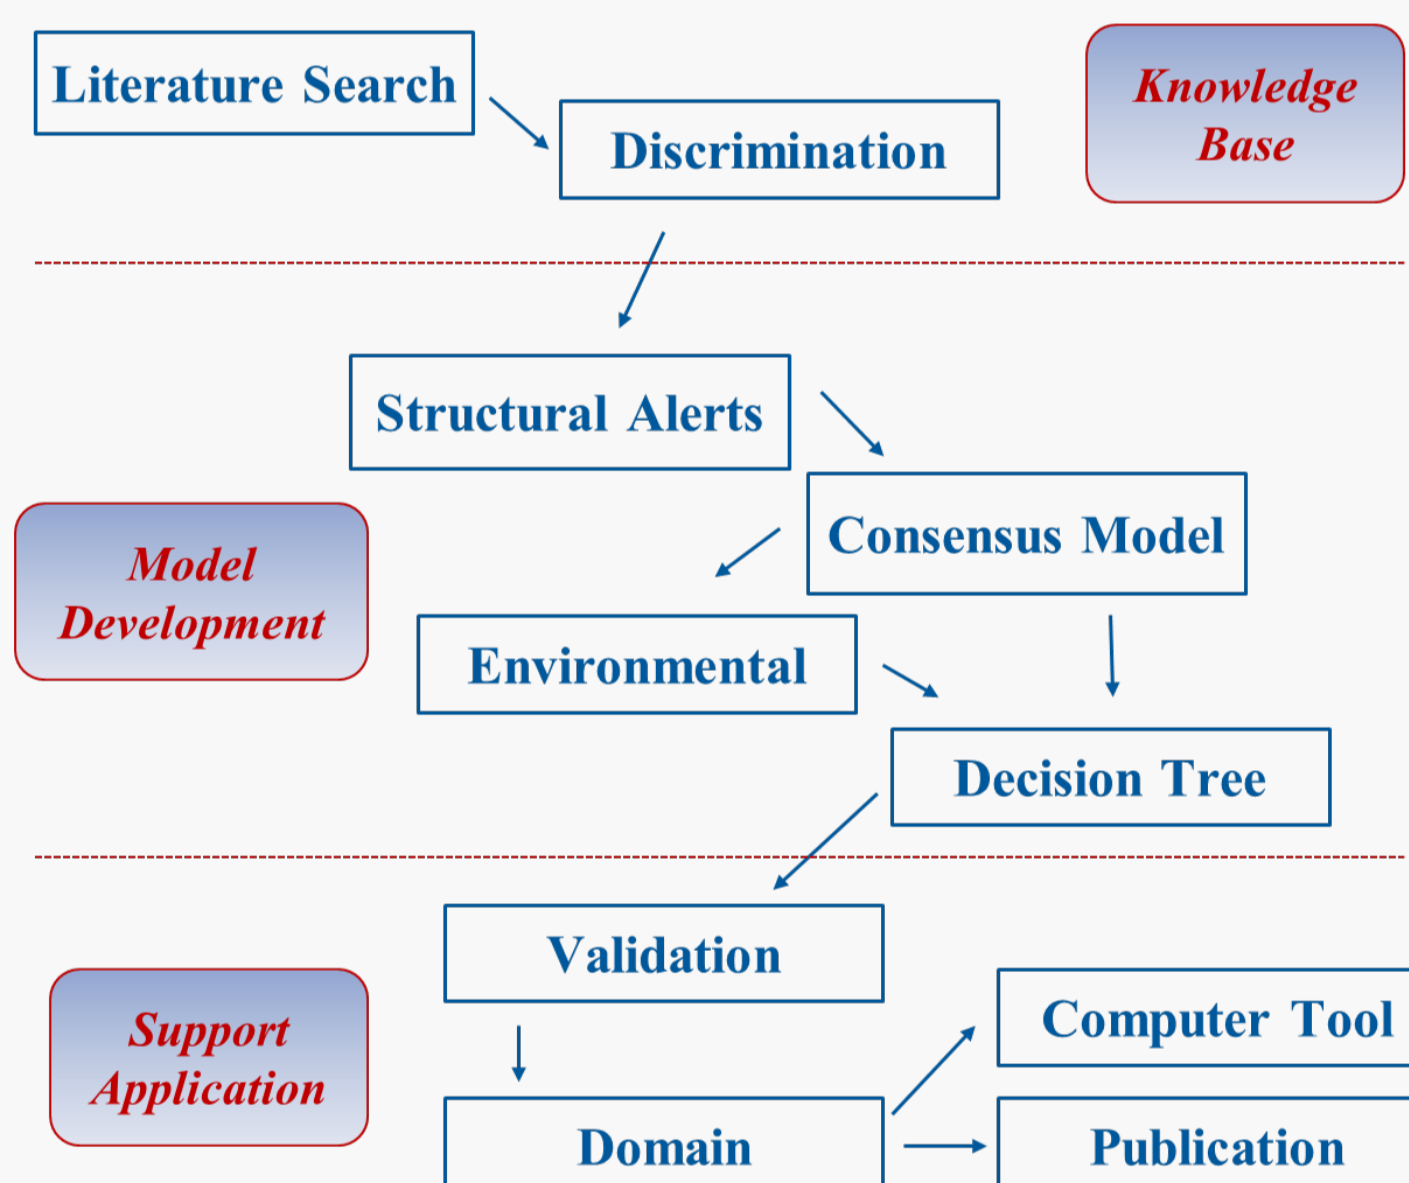 Literature Search
Discrimination
Knowledge
Base
Structural Alerts
Consensus Model
Model
Development
Environmental
Decision Tree
Validation
Support
Application
Computer Tool
Domain
Publication